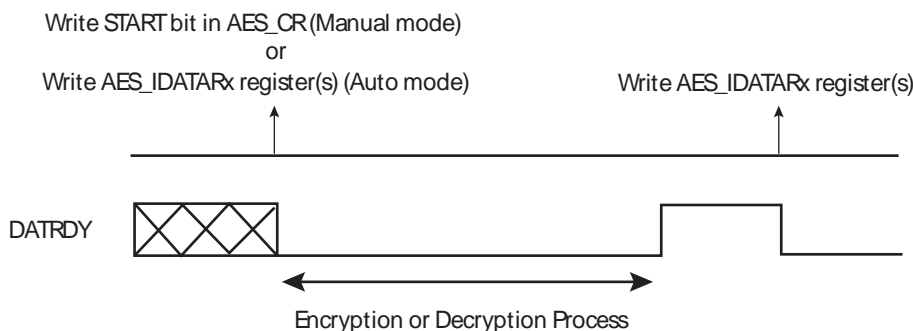 Write START bit in AES_CR (Manual mode)
or
Write AES_IDATARx register(s) (Auto mode)
Write AES_IDATARx register(s)
DATRDY
Encryption or Decryption Process